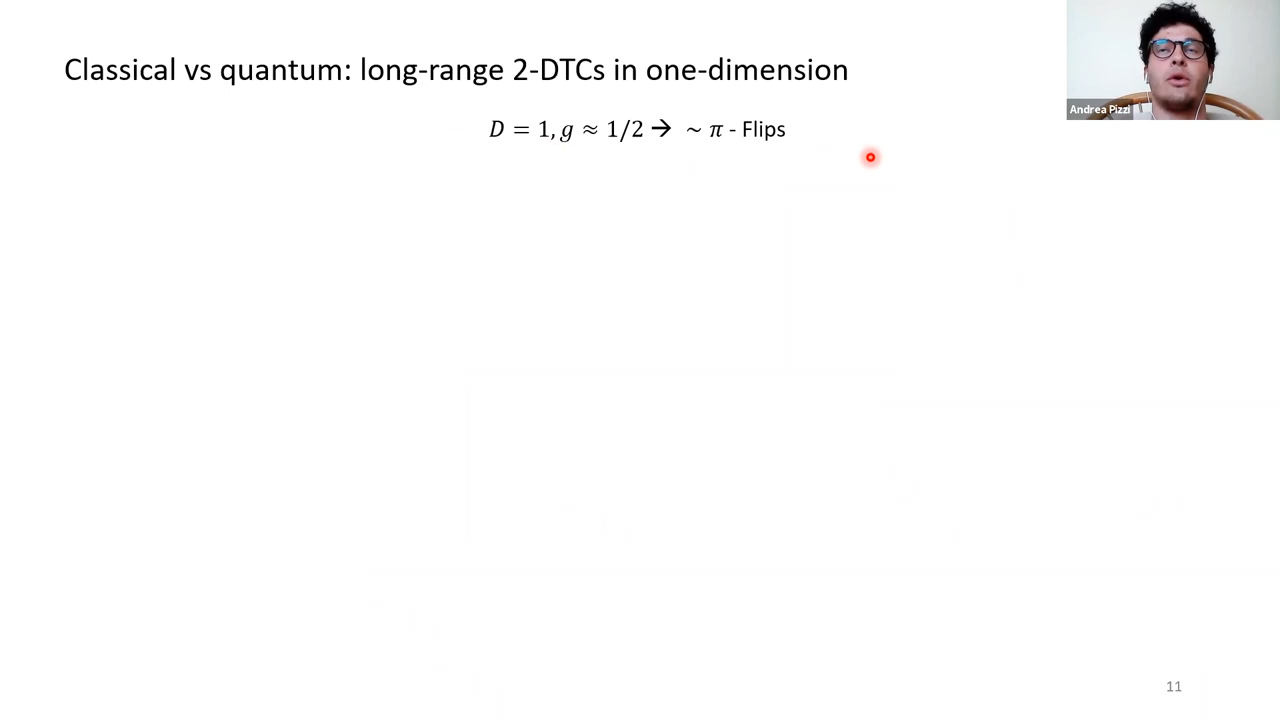 Classical vs quantum: long-range 2-DTCs in one-dimension
D = 1, g ≈ 1/2 → ~ π - Flips
Andrea Pizzi
11